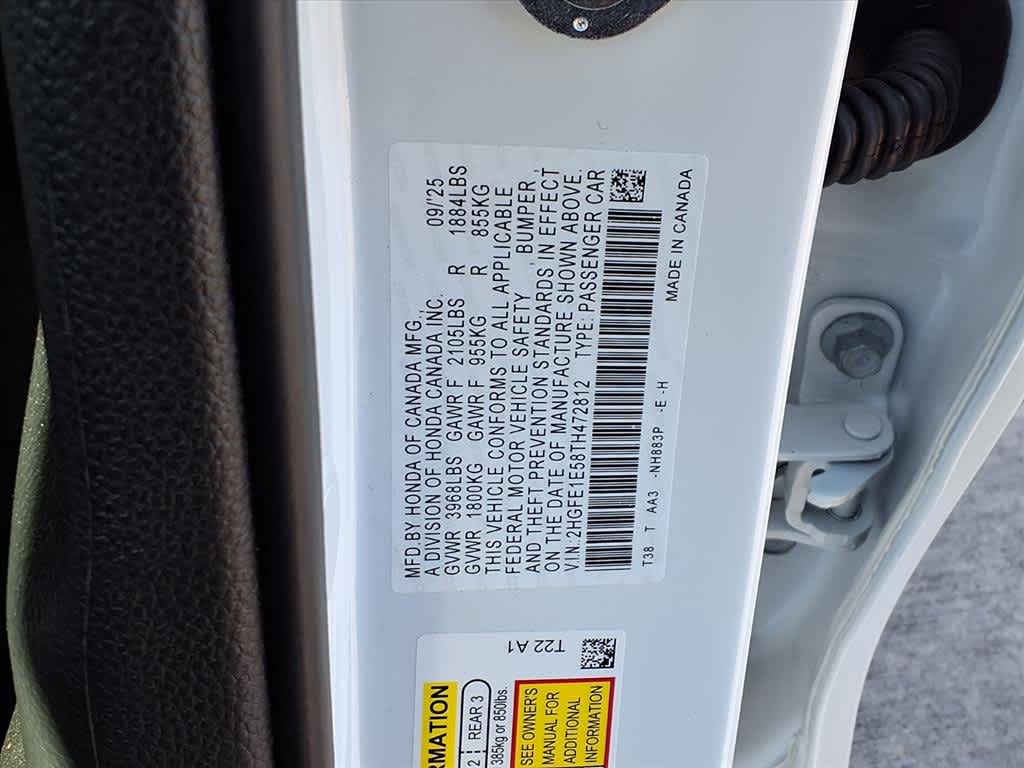 MFD. BY HONDA OF CANADA MFG., 09/'25
A DIVISION OF HONDA CANADA INC.
GVWR 3968LBS GAWR F 2105LBS R 1884LBS
GVWR 1800KG GAWR F 955KG R 855KG
THIS VEHICLE CONFORMS TO ALL APPLICABLE
FEDERAL MOTOR VEHICLE SAFETY , BUMPER ,
AND THEFT PREVENTION STANDARDS IN EFFECT
ON THE DATE OF MANUFACTURE SHOWN ABOVE.
V.I.N.:2HGFE1E58TH472812 TYPE: PASSENGER CAR
T38 T AA3 -NH883P -E -H MADE IN CANADA
T22 A1
RMATION
2 REAR 3
385kg or 850lbs.
SEE OWNER'S
MANUAL FOR
ADDITIONAL
INFORMATION